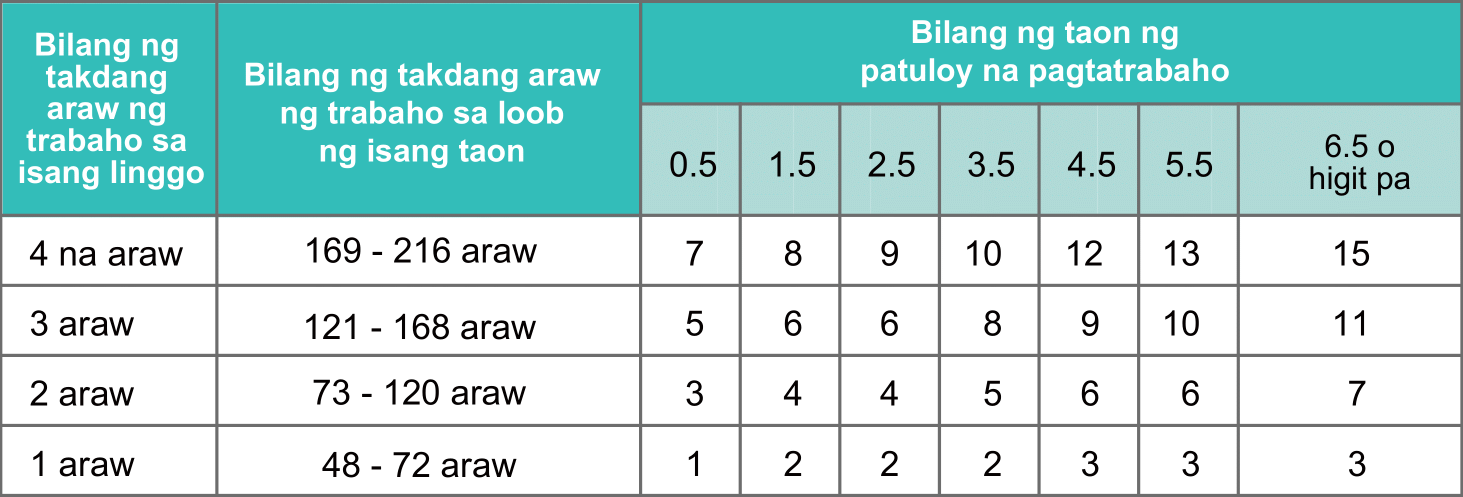 Bilang ng
takdang
araw ng
trabaho sa
isang linggo
Bilang ng takdang araw
ng trabaho sa loob
ng isang taon
Bilang ng taon ng
patuloy na pagtatrabaho
0.5 1.5 2.5 3.5 4.5 5.5 6.5 o
higit pa
4 na araw 169 - 216 araw 7 8 9 10 12 13 15
3 araw 121 - 168 araw 5 6 6 8 9 10 11
2 araw 73 - 120 araw 3 4 4 5 6 6 7
1 araw 48 - 72 araw 1 2 2 2 3 3 3